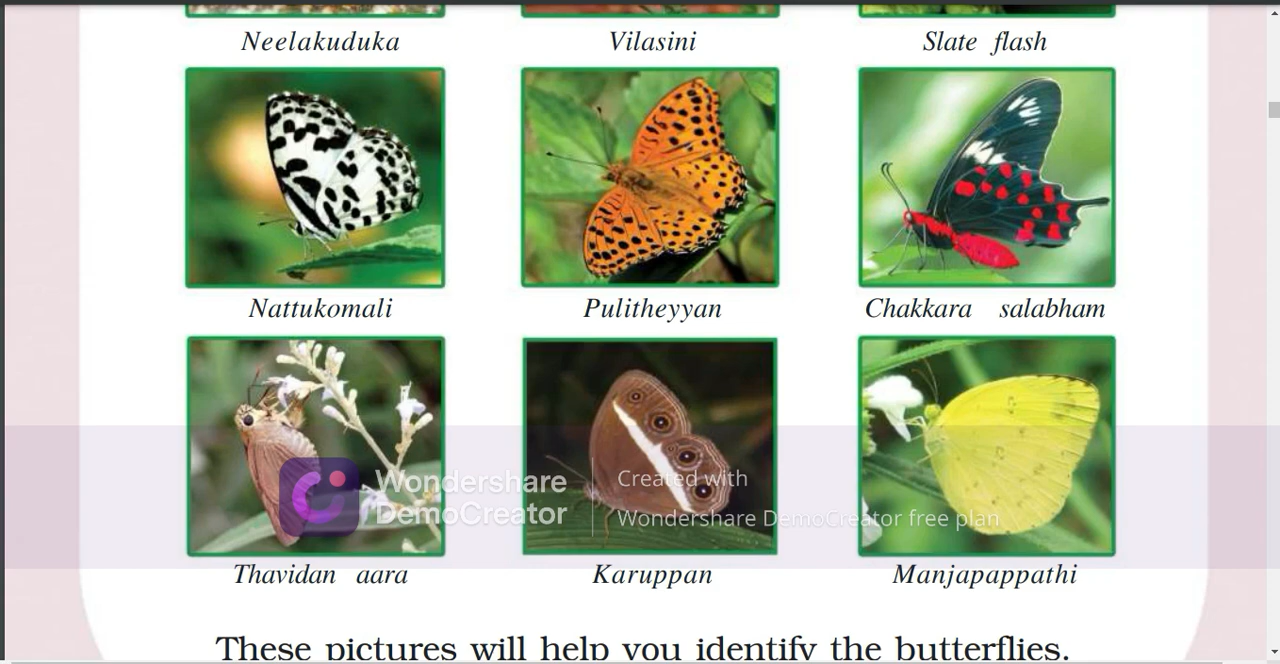 Neelakuduka
Vilasini
Slate flash
Nattukomali
Pulitheyyan
Chakkara salabham
Wondershare
DemoCreator
Created with
Wondershare DemoCreator free plan
Thavidan aara
Karuppan
Manjapappathi
These pictures will help you identify the butterflies.